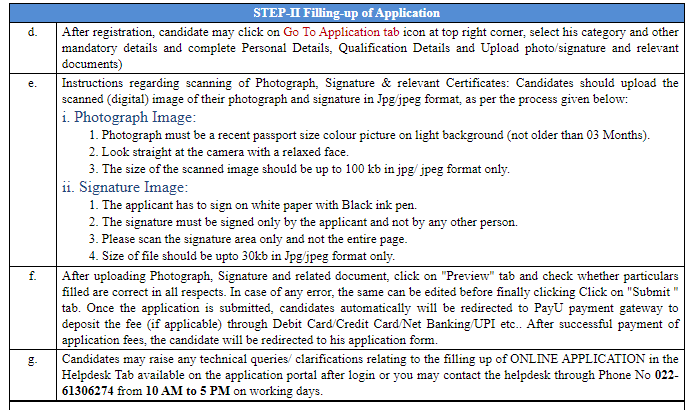 STEP-II Filling-up of Application
d. After registration, candidate may click on Go To Application tab icon at top right corner, select his category and other
mandatory details and complete Personal Details, Qualification Details and Upload photo/signature and relevant
documents)
e. Instructions regarding scanning of Photograph, Signature & relevant Certificates: Candidates should upload the
scanned (digital) image of their photograph and signature in Jpg/jpeg format, as per the process given below:
i. Photograph Image:
1. Photograph must be a recent passport size colour picture on light background (not older than 03 Months).
2. Look straight at the camera with a relaxed face.
3. The size of the scanned image should be up to 100 kb in jpg/ jpeg format only.
ii. Signature Image:
1. The applicant has to sign on white paper with Black ink pen.
2. The signature must be signed only by the applicant and not by any other person.
3. Please scan the signature area only and not the entire page.
4. Size of file should be upto 30kb in Jpg/jpeg format only.
f. After uploading Photograph, Signature and related document, click on "Preview" tab and check whether particulars
filled are correct in all respects. In case of any error, the same can be edited before finally clicking Click on "Submit "
tab. Once the application is submitted, candidates automatically will be redirected to PayU payment gateway to
deposit the fee (if applicable) through Debit Card/Credit Card/Net Banking/UPI etc.. After successful payment of
application fees, the candidate will be redirected to his application form.
g. Candidates may raise any technical queries/ clarifications relating to the filling up of ONLINE APPLICATION in the
Helpdesk Tab available on the application portal after login or you may contact the helpdesk through Phone No 022-
61306274 from 10 AM to 5 PM on working days.